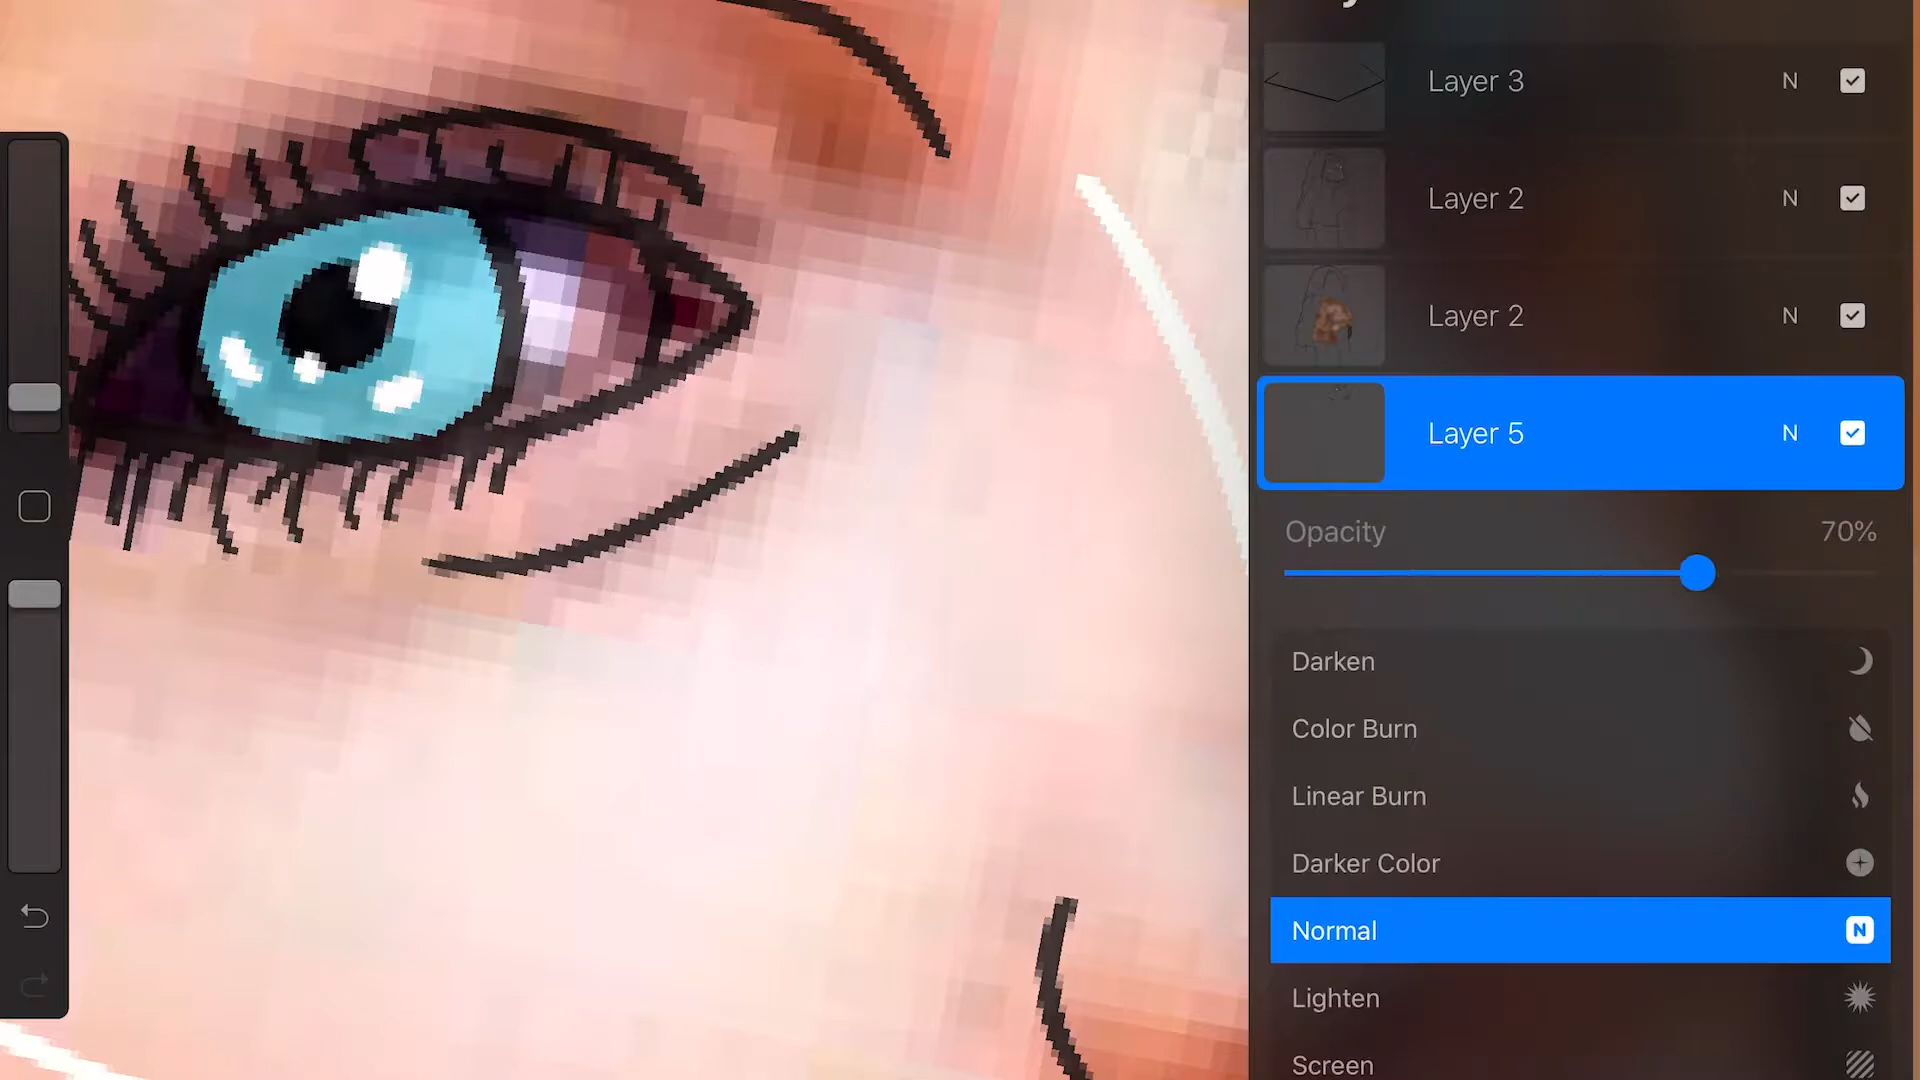 Layer 3 N
Layer 2 N
Layer 2 N
Layer 5 N
Opacity 70%
Darken
Color Burn
Linear Burn
Darker Color
Normal N
Lighten
Screen